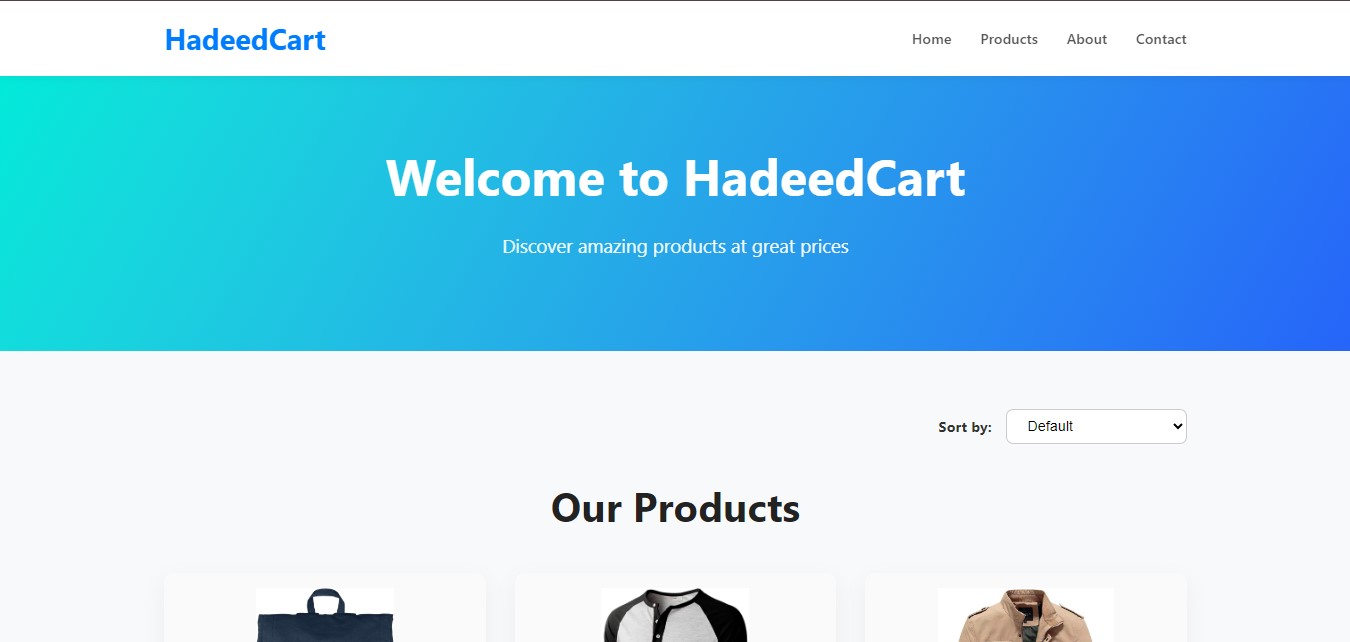 HadeedCart
Home Products About Contact
Welcome to HadeedCart
Discover amazing products at great prices
Sort by: Default
Our Products